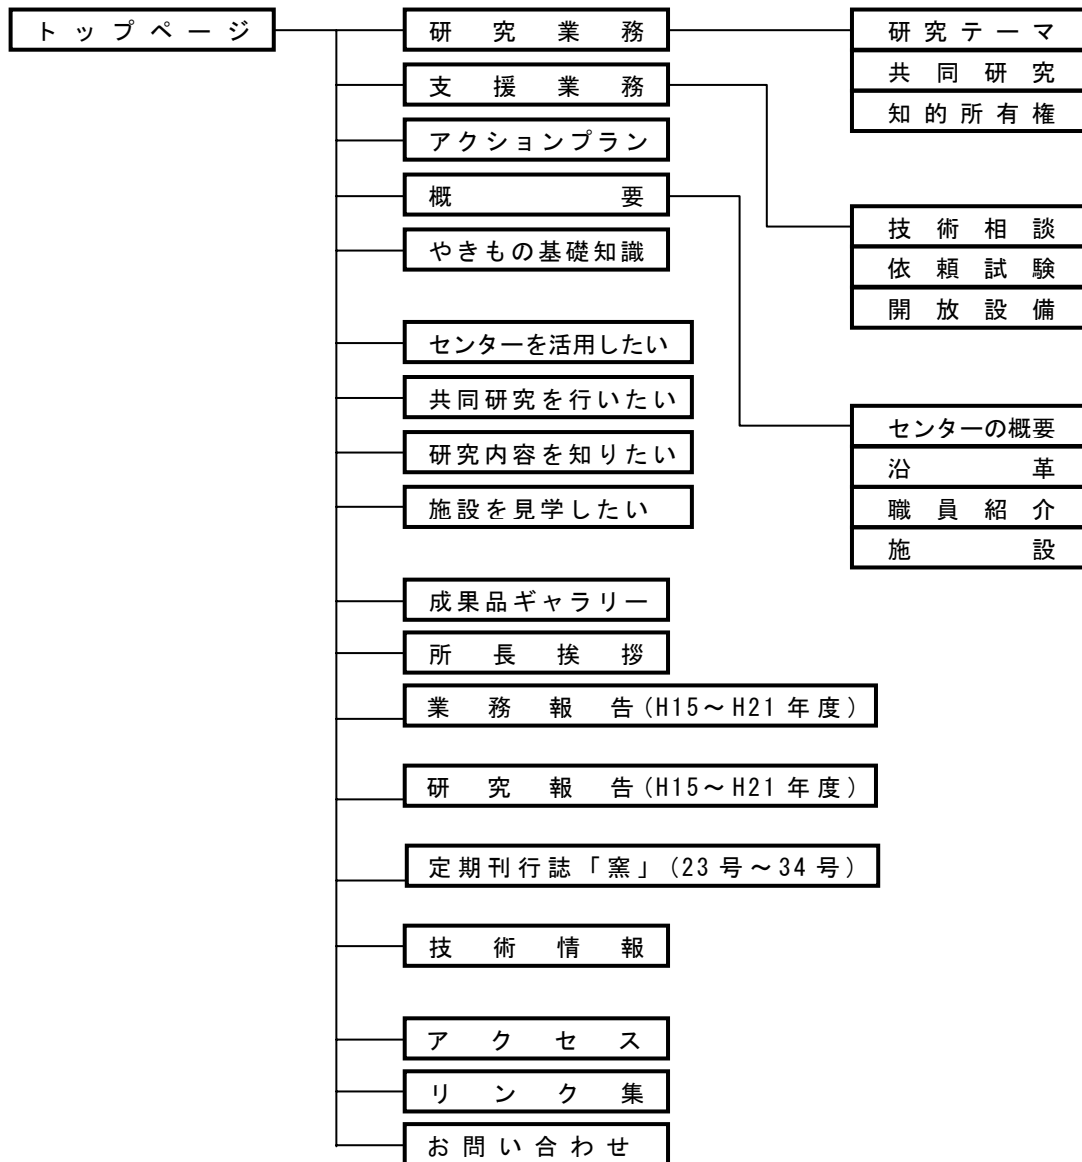 トップページ
研究業務
支援業務
アクションプラン
概要
やきもの基礎知識
センターを活用したい
共同研究を行いたい
研究内容を知りたい
施設を見学したい
成果品ギャラリー
所長挨拶
業務報告(H15～H21年度)
研究報告(H15～H21年度)
定期刊行誌「窯」(23号～34号)
技術情報
アクセス
リンク集
お問い合わせ
研究テーマ
共同研究
知的所有権
技術相談
依頼試験
開放設備
センターの概要
沿革
職員紹介
施設